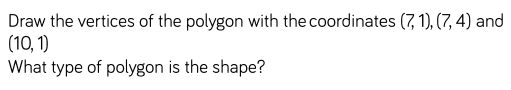 Draw the vertices of the polygon with the coordinates (7, 1), (7, 4) and
(10, 1)
What type of polygon is the shape?